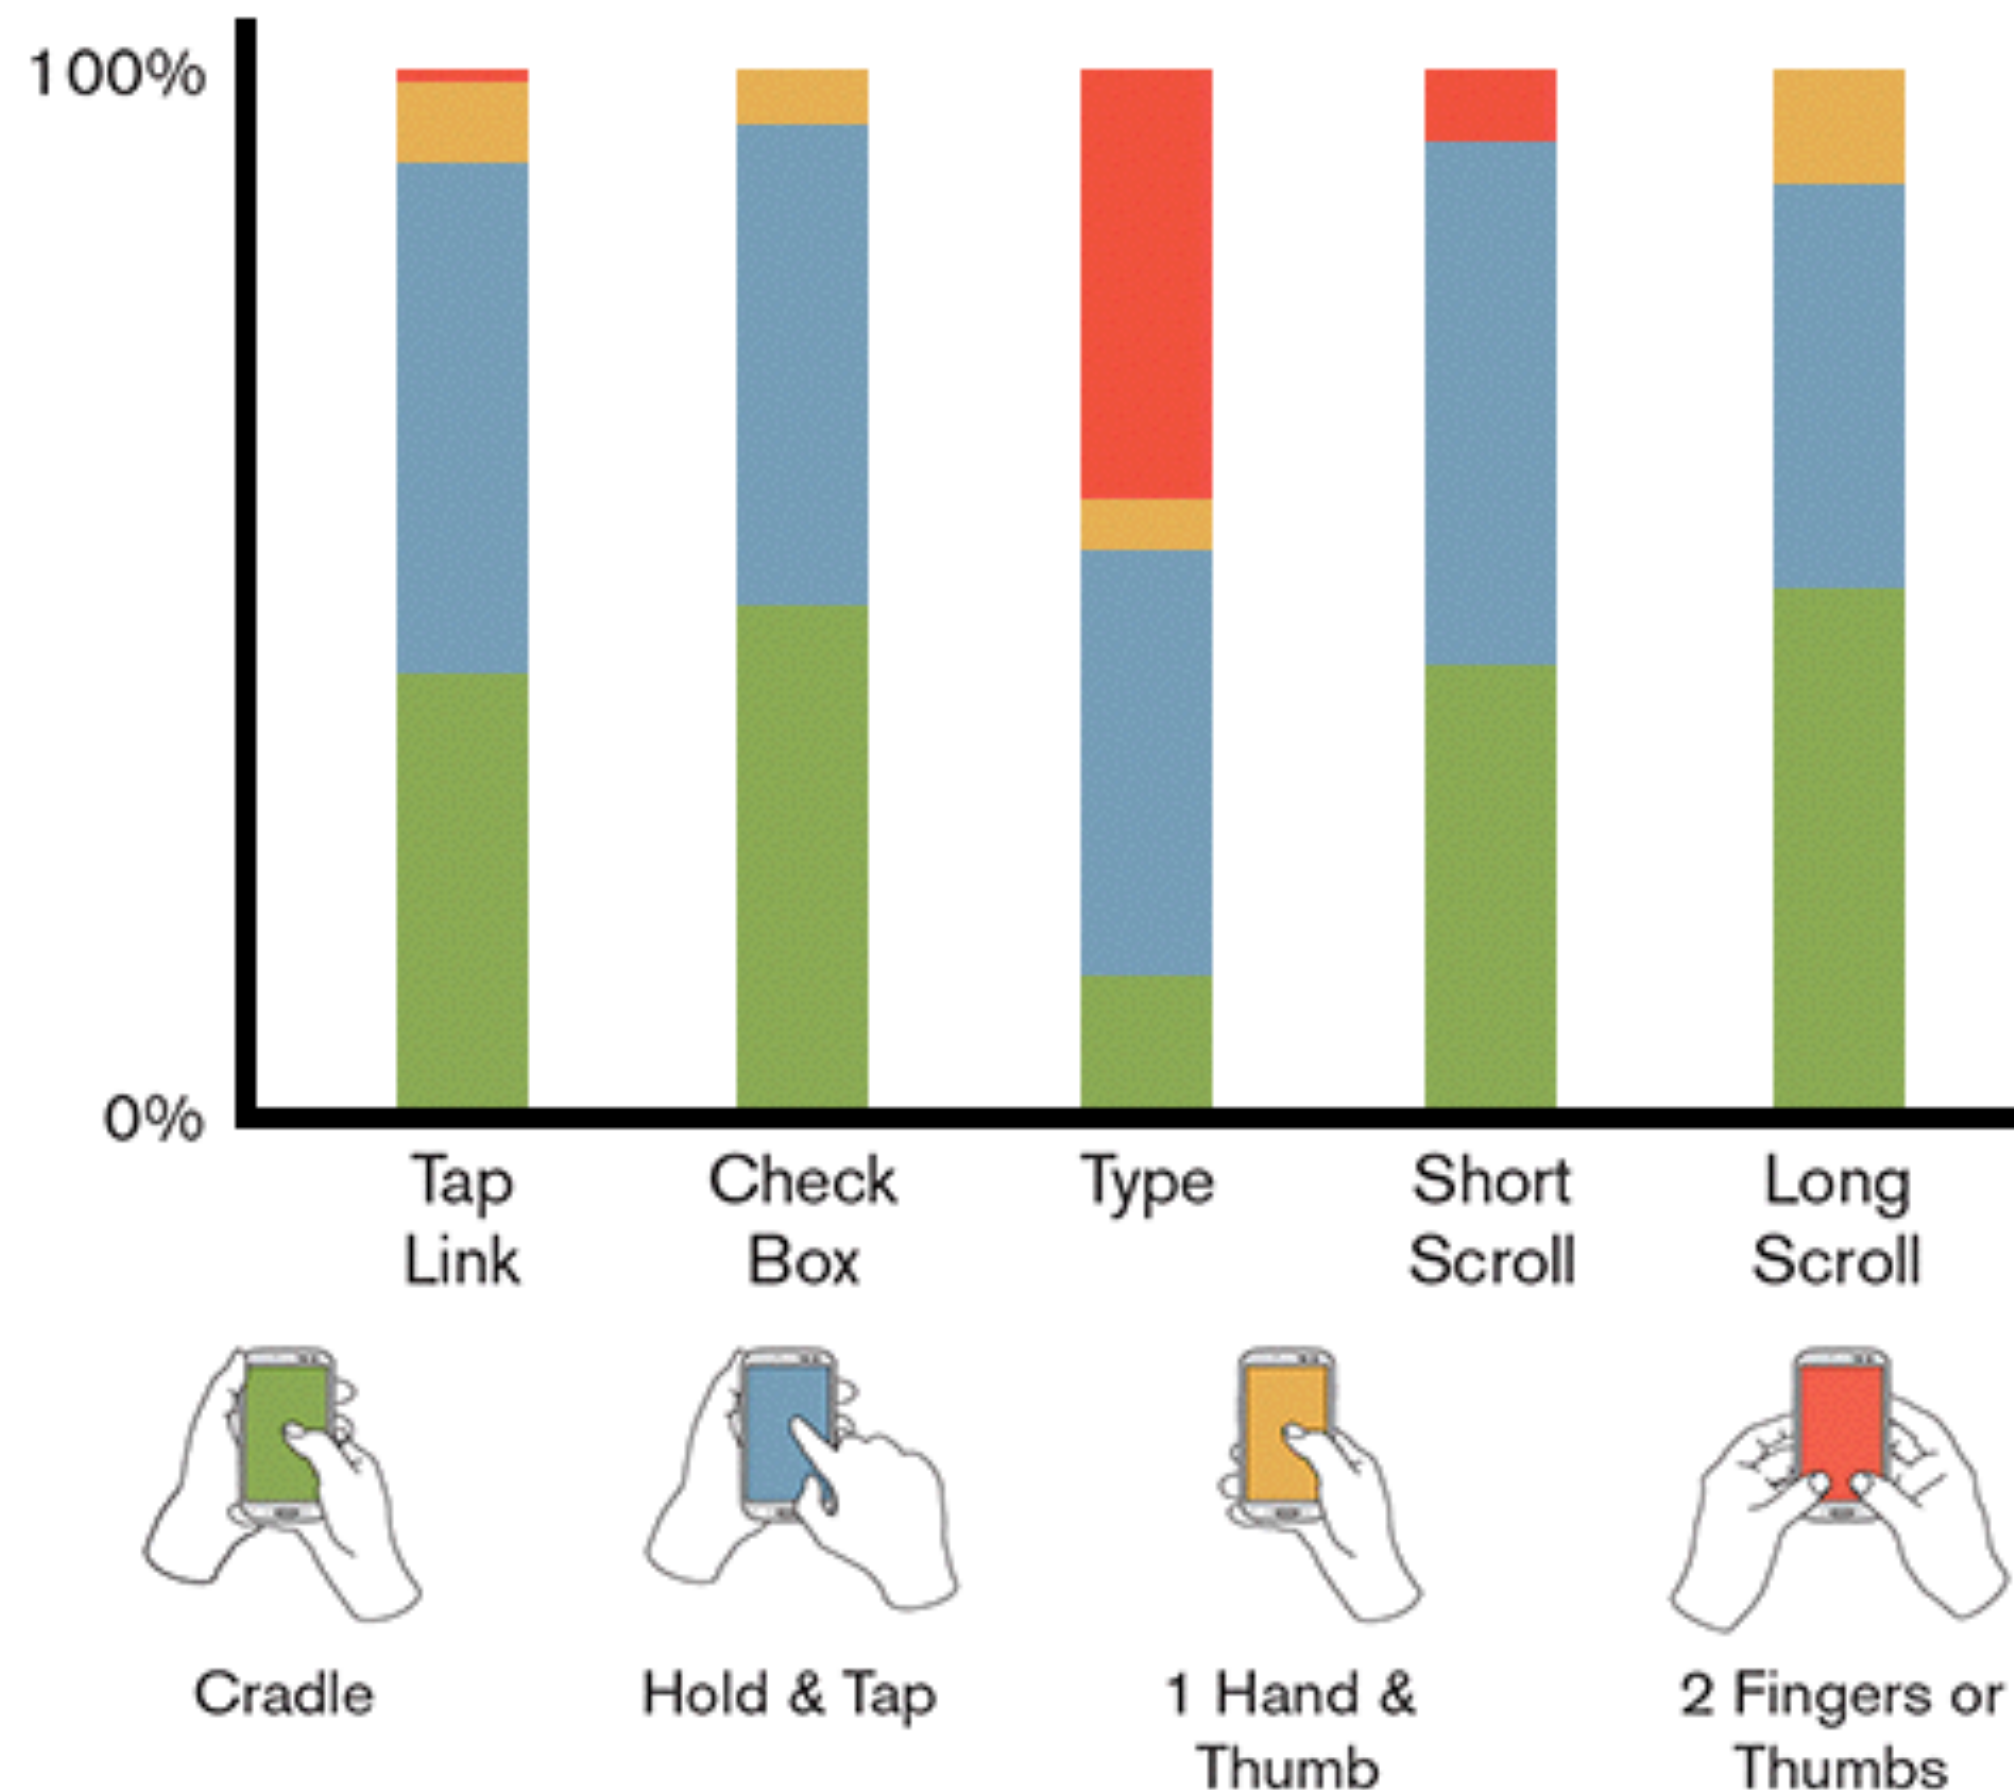 100%
0%
Tap
Link
Check
Box
Type
Short
Scroll
Long
Scroll
Cradle
Hold & Tap
1 Hand &
Thumb
2 Fingers or
Thumbs